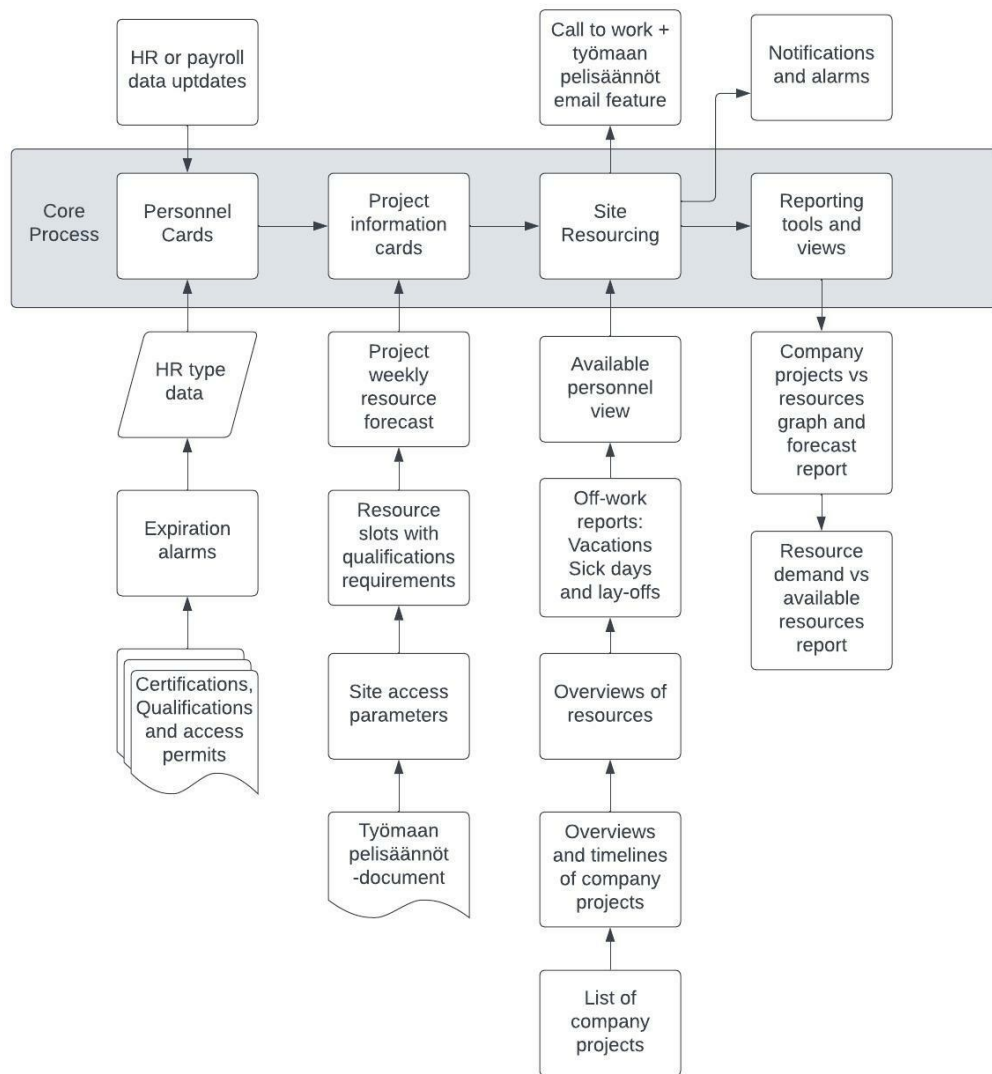 HR or payroll
data uptdates
Call to work +
työmaan
pelisäännöt
email feature
Notifications
and alarms
Core
Process
Personnel
Cards
Project
information
cards
Site
Resourcing
Reporting
tools and
views
HR type
data
Project
weekly
resource
forecast
Available
personnel
view
Company
projects vs
resources
graph and
forecast
report
Expiration
alarms
Resource
slots with
qualifications
requirements
Off-work
reports:
Vacations
Sick days
and lay-offs
Resource
demand vs
available
resources
report
Certifications,
Qualifications
and access
permits
Site access
parameters
Overviews of
resources
Työmaan
pelisäännöt
-document
Overviews
and timelines
of company
projects
List of
company
projects